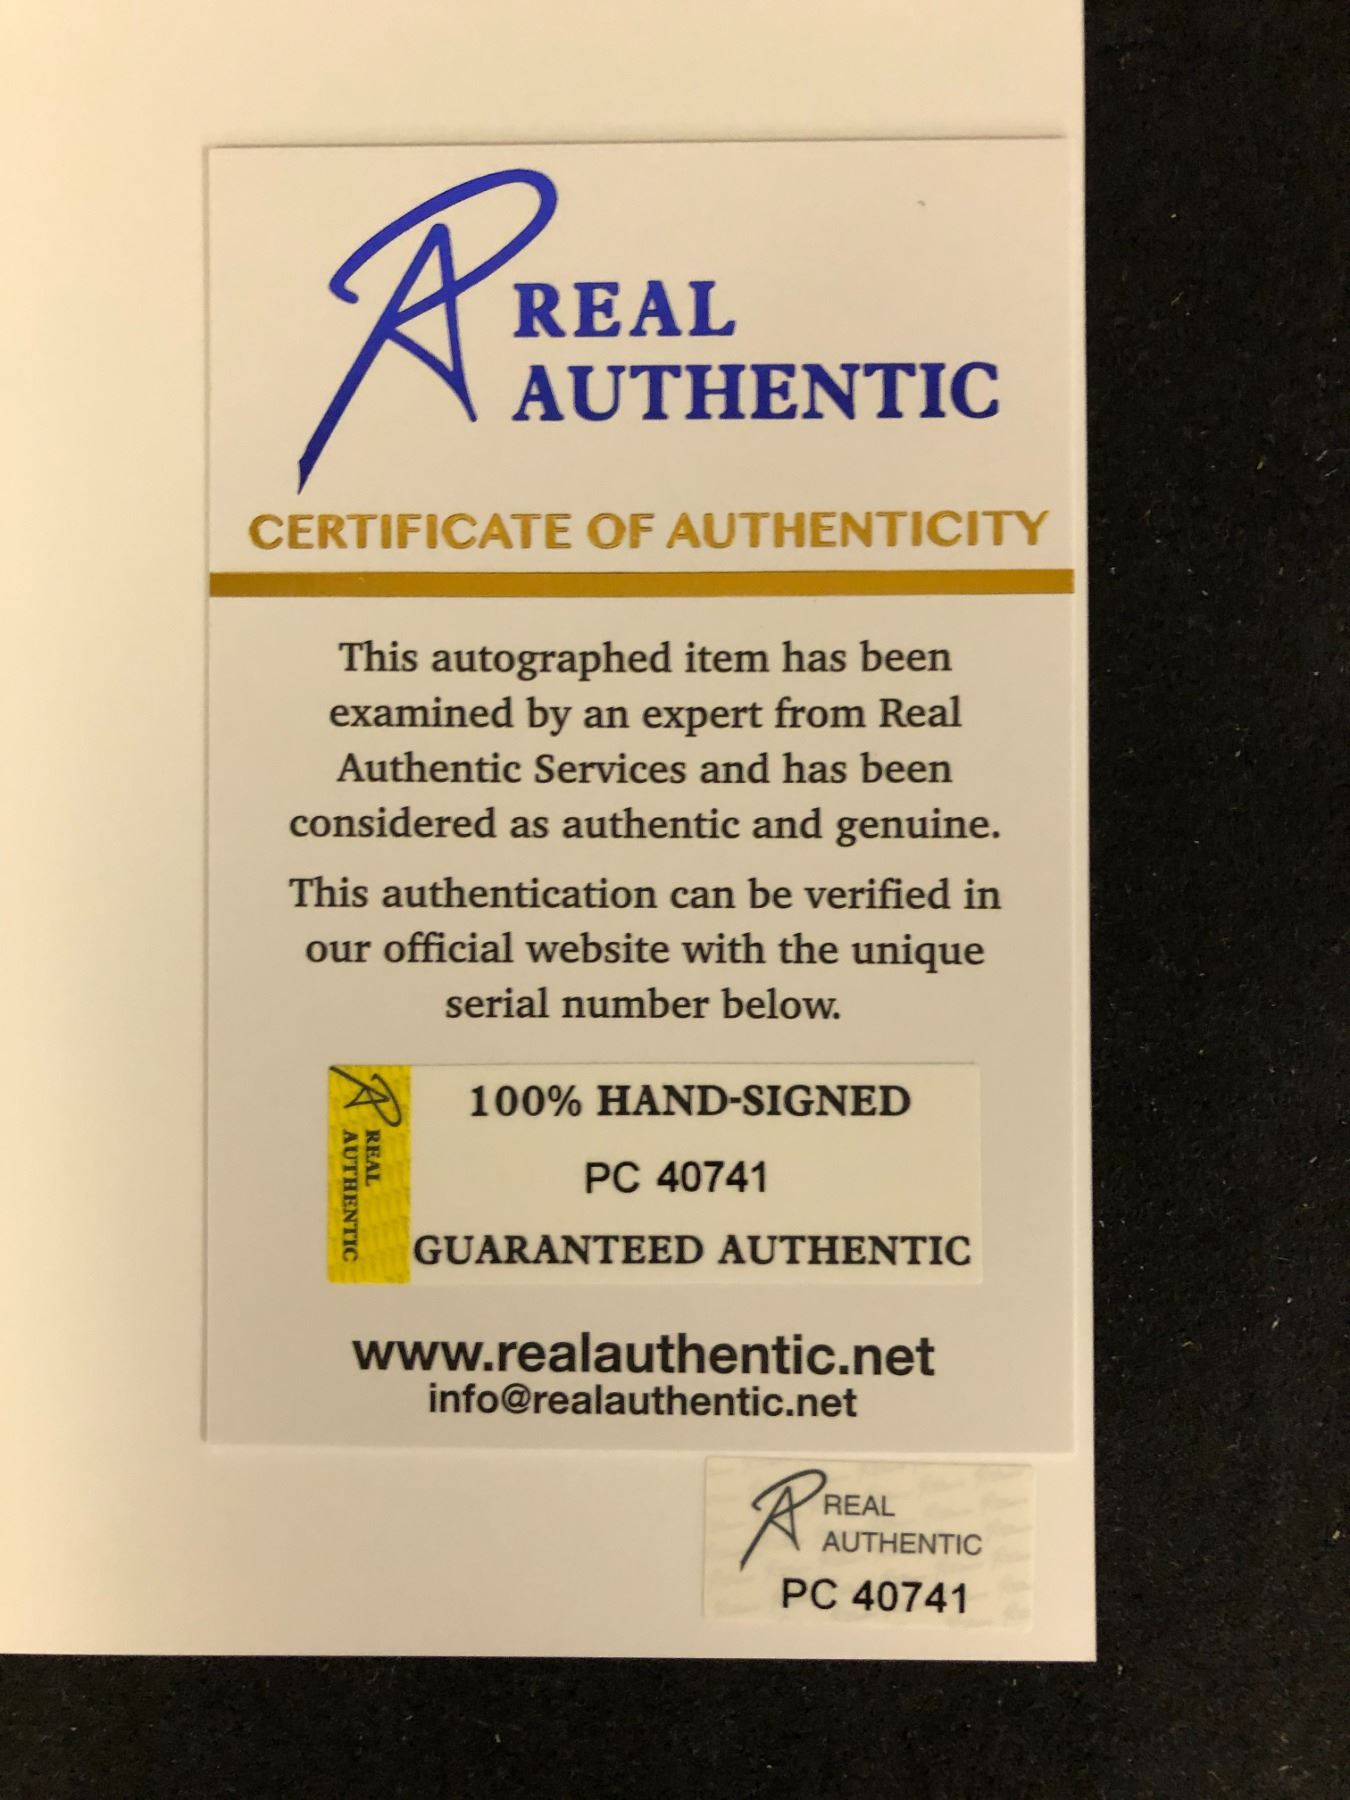 REAL
AUTHENTIC
CERTIFICATE OF AUTHENTICITY
This autographed item has been
examined by an expert from Real
Authentic Services and has been
considered as authentic and genuine.
This authentication can be verified in
our official website with the unique
serial number below.
REAL
AUTHENTIC
100% HAND-SIGNED
PC 40741
GUARANTEED AUTHENTIC
www.realauthentic.net
info@realauthentic.net
REAL
AUTHENTIC
PC 40741